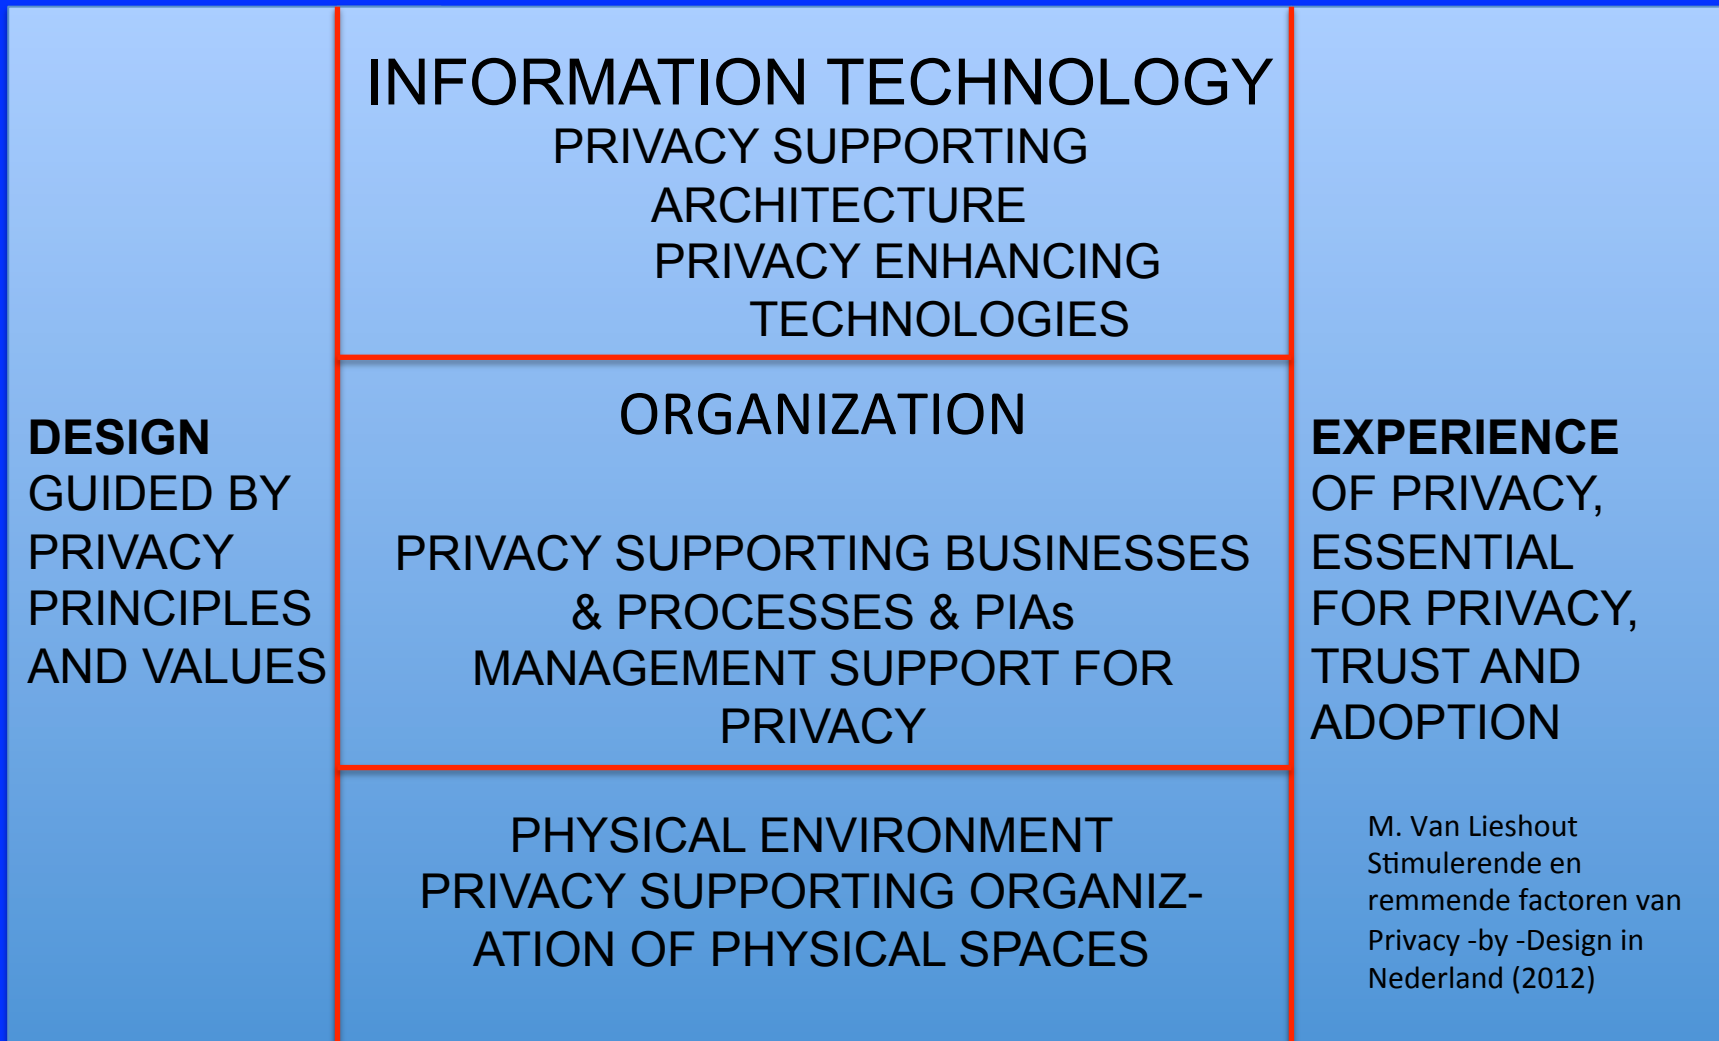 DESIGN
GUIDED BY
PRIVACY
PRINCIPLES
AND VALUES
INFORMATION TECHNOLOGY
PRIVACY SUPPORTING
ARCHITECTURE
PRIVACY ENHANCING
TECHNOLOGIES
ORGANIZATION
PRIVACY SUPPORTING BUSINESSES
& PROCESSES & PIAs
MANAGEMENT SUPPORT FOR
PRIVACY
PHYSICAL ENVIRONMENT
PRIVACY SUPPORTING ORGANIZ-
ATION OF PHYSICAL SPACES
EXPERIENCE
OF PRIVACY,
ESSENTIAL
FOR PRIVACY,
TRUST AND
ADOPTION
M. Van Lieshout
Stimulerende en
remmende factoren van
Privacy -by -Design in
Nederland (2012)